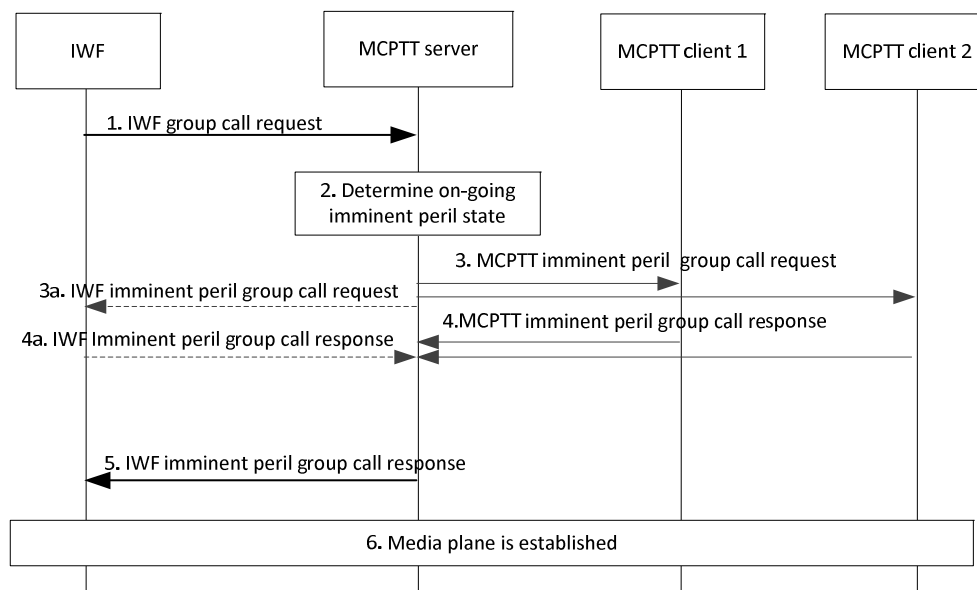 IWF
MCPTT server
MCPTT client 1
MCPTT client 2
1. IWF group call request
2. Determine on-going
imminent peril state
3. MCPTT imminent peril group call request
3a. IWF imminent peril group call request
4.MCPTT imminent peril group call response
4a. IWF Imminent peril group call response
5. IWF imminent peril group call response
6. Media plane is established